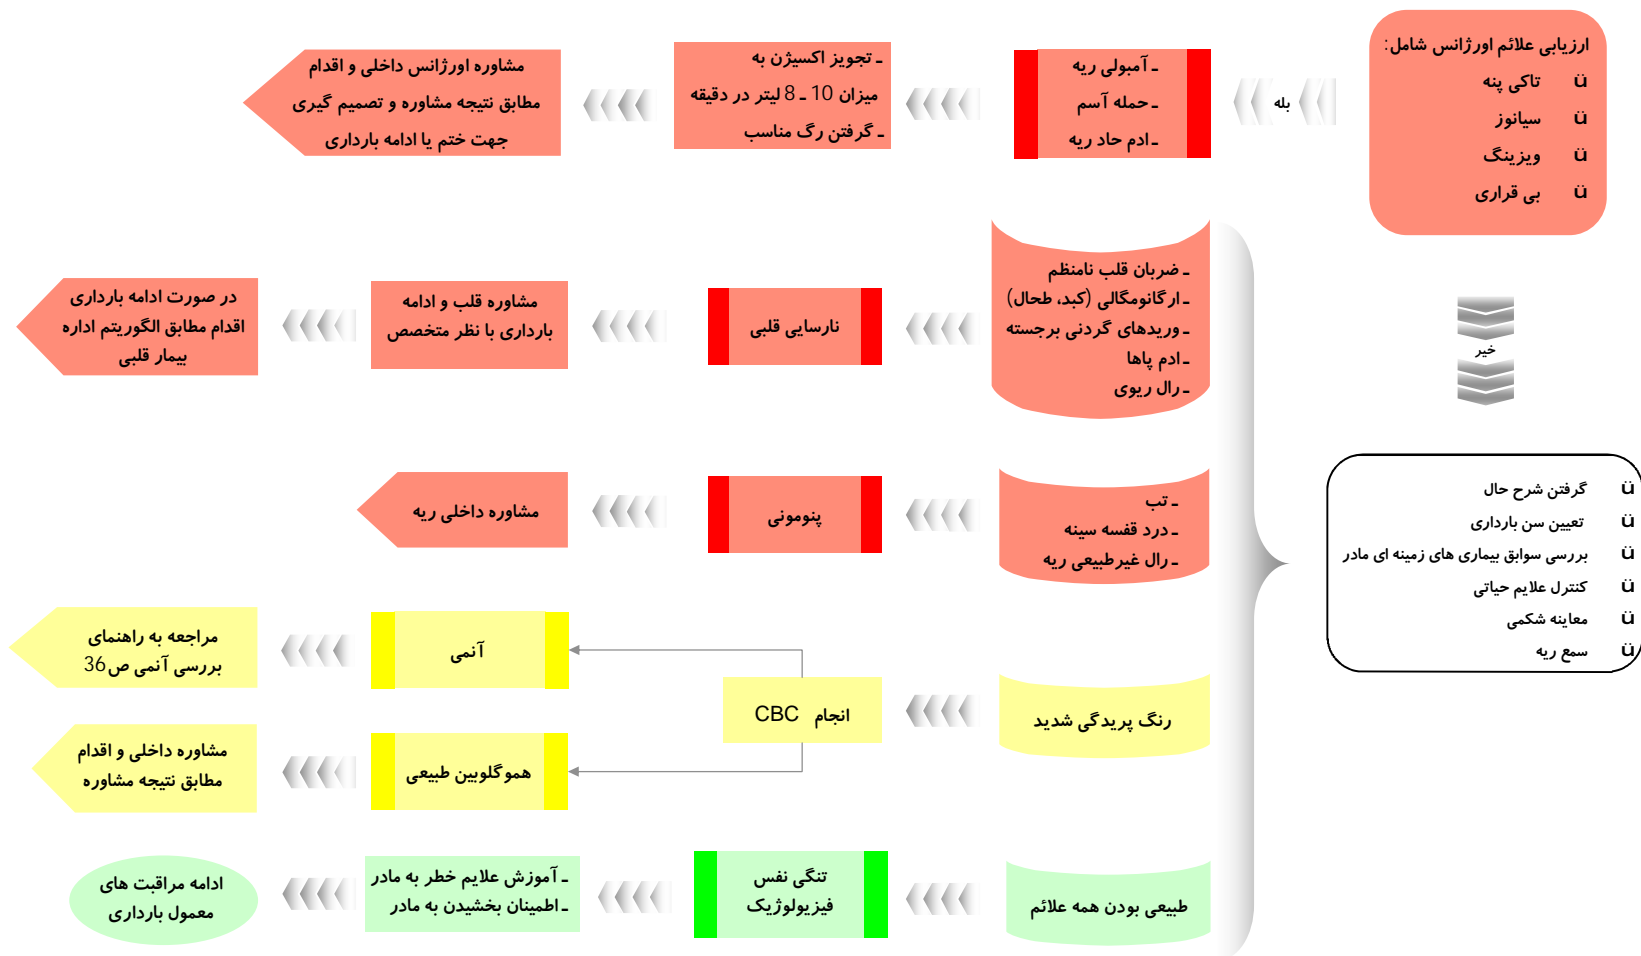 ارزیابی علائم اورژانس شامل:
ü تاکی پنه
ü سیانوز
ü ویزینگ
ü بی قراری
بله
ـ آمبولی ریه
ـ حمله آسم
ـ ادم حاد ریه
ـ تجویز اکسیژن به
میزان 10 ـ 8 لیتر در دقیقه
ـ گرفتن رگ مناسب
مشاوره اورژانس داخلی و اقدام
مطابق نتیجه مشاوره و تصمیم گیری
جهت ختم یا ادامه بارداری
خیر
ü گرفتن شرح حال
ü تعیین سن بارداری
ü بررسی سوابق بیماری های زمینه ای مادر
ü کنترل علایم حیاتی
ü معاینه شکمی
ü سمع ریه
ـ ضربان قلب نامنظم
ـ ارگانومگالی (کبد، طحال)
ـ وریدهای گردنی برجسته
ـ ادم پاها
ـ رال ریوی
نارسایی قلبی
مشاوره قلب و ادامه
بارداری با نظر متخصص
در صورت ادامه بارداری
اقدام مطابق الگوریتم اداره
بیمار قلبی
ـ تب
ـ درد قفسه سینه
ـ رال غیرطبیعی ریه
پنومونی
مشاوره داخلی ریه
رنگ پریدگی شدید
انجام CBC
آنمی
مراجعه به راهنمای
بررسی آنمی ص36
هموگلوبین طبیعی
مشاوره داخلی و اقدام
مطابق نتیجه مشاوره
طبیعی بودن همه علائم
تنگی نفس
فیزیولوژیک
ـ آموزش علایم خطر به مادر
ـ اطمینان بخشیدن به مادر
ادامه مراقبت های
معمول بارداری